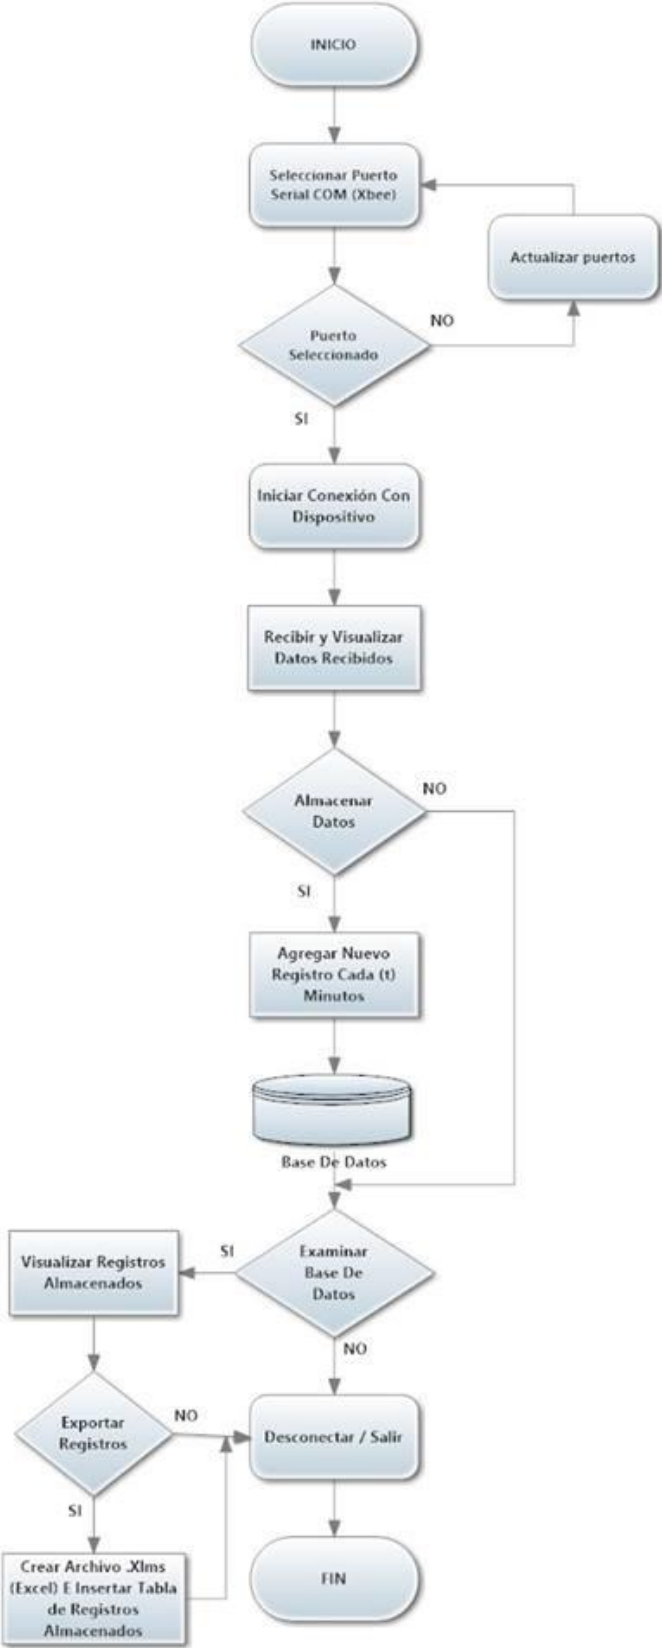 INICIO
Seleccionar Puerto
Serial COM (Xbee)
Actualizar puertos
Puerto
Seleccionado
NO
SI
Iniciar Conexión Con
Dispositivo
Recibir y Visualizar
Datos Recibidos
Almacenar
Datos
NO
SI
Agregar Nuevo
Registro Cada (t)
Minutos
Base De Datos
Examinar
Base De
Datos
SI
NO
Visualizar Registros
Almacenados
Exportar
Registros
NO
SI
Desconectar / Salir
Crear Archivo .Xlms
(Excel) E Insertar Tabla
de Registros
Almacenados
FIN